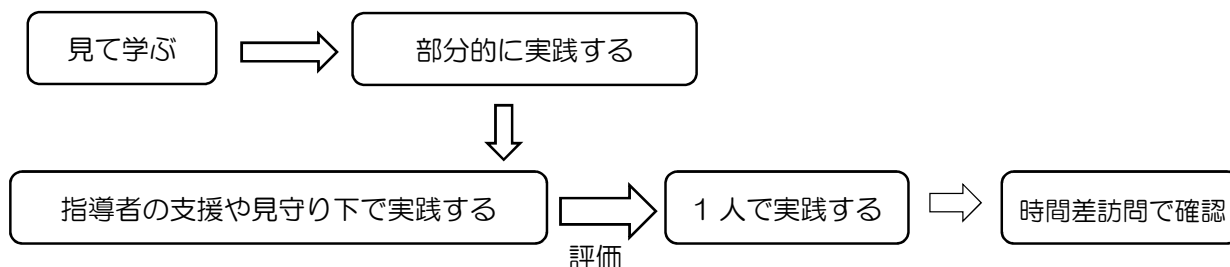 見て学ぶ
部分的に実践する
指導者の支援や見守り下で実践する
評価
1 人で実践する
時間差訪問で確認